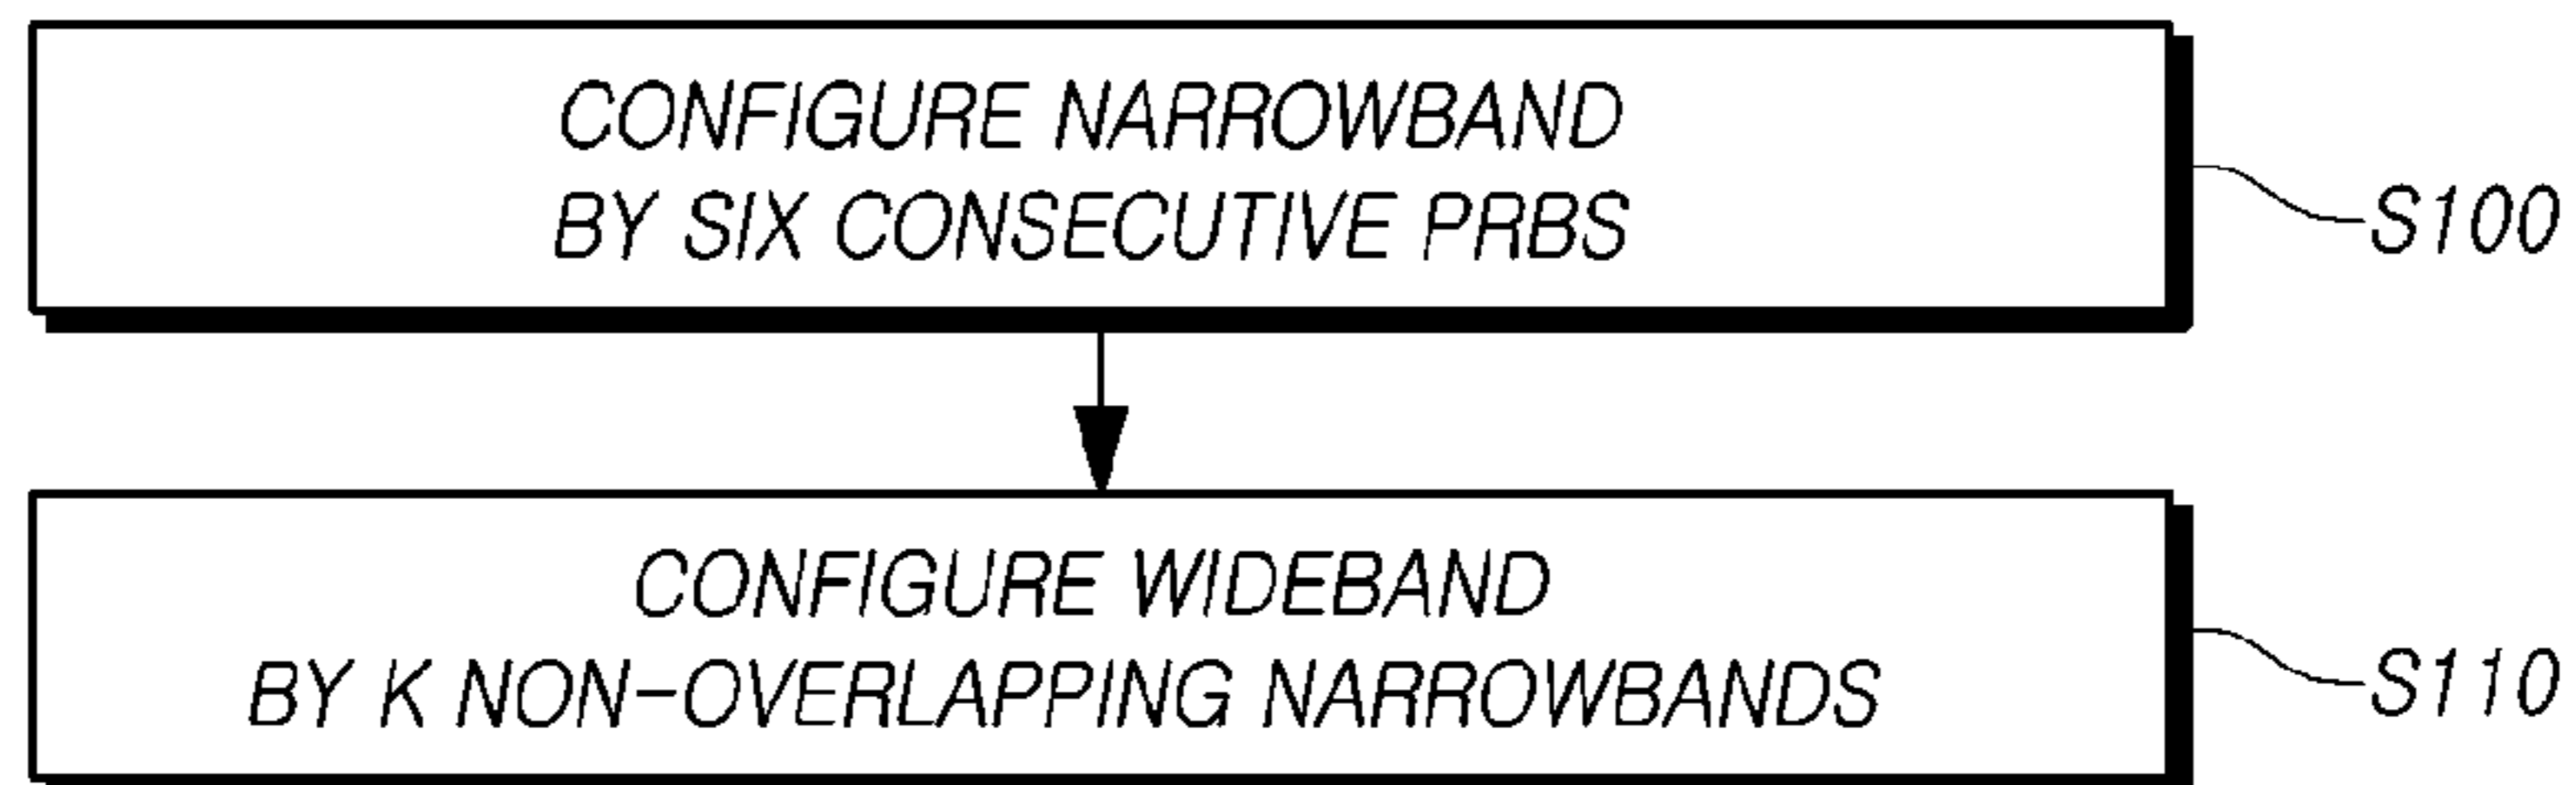 CONFIGURE NARROWBAND
BY SIX CONSECUTIVE PRBS
S100
CONFIGURE WIDEBAND
BY K NON-OVERLAPPING NARROWBANDS
S110